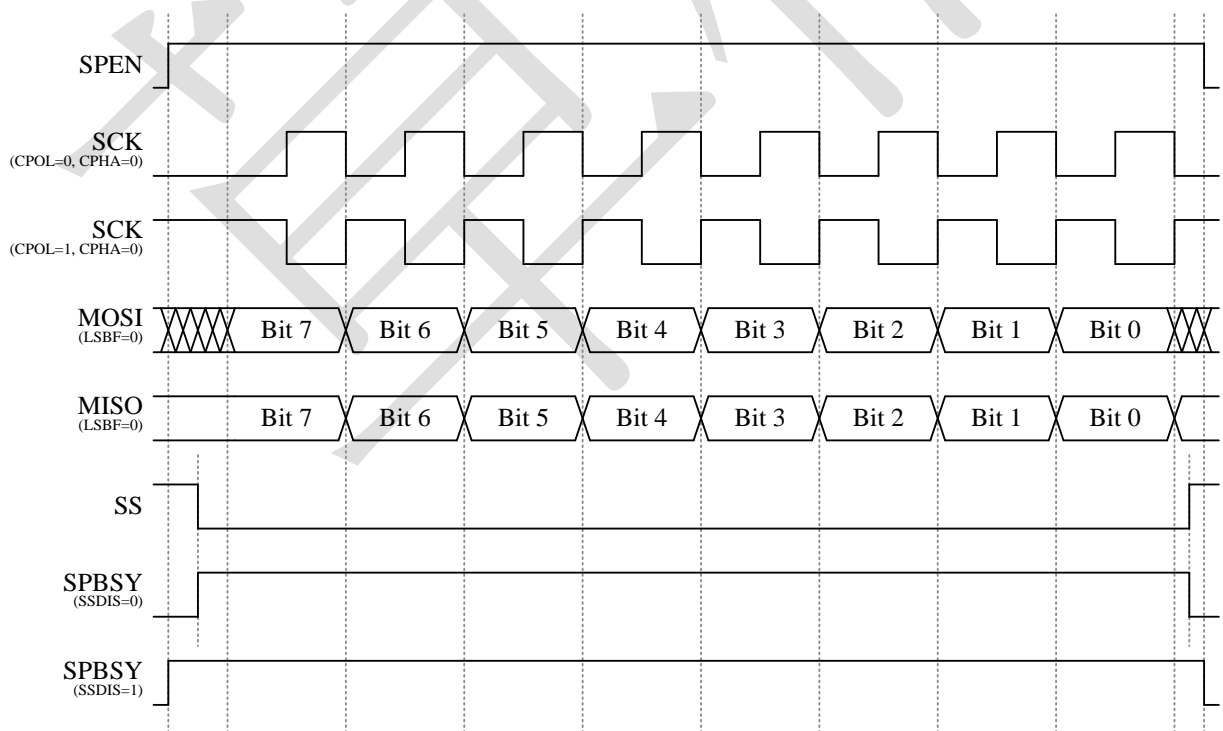 SPEN
SCK
(CPOL=0, CPHA=0)
SCK
(CPOL=1, CPHA=0)
MOSI
(LSBF=0)
Bit 7 Bit 6 Bit 5 Bit 4 Bit 3 Bit 2 Bit 1 Bit 0
MISO
(LSBF=0)
Bit 7 Bit 6 Bit 5 Bit 4 Bit 3 Bit 2 Bit 1 Bit 0
SS
SPBSY
(SSDIS=0)
SPBSY
(SSDIS=1)